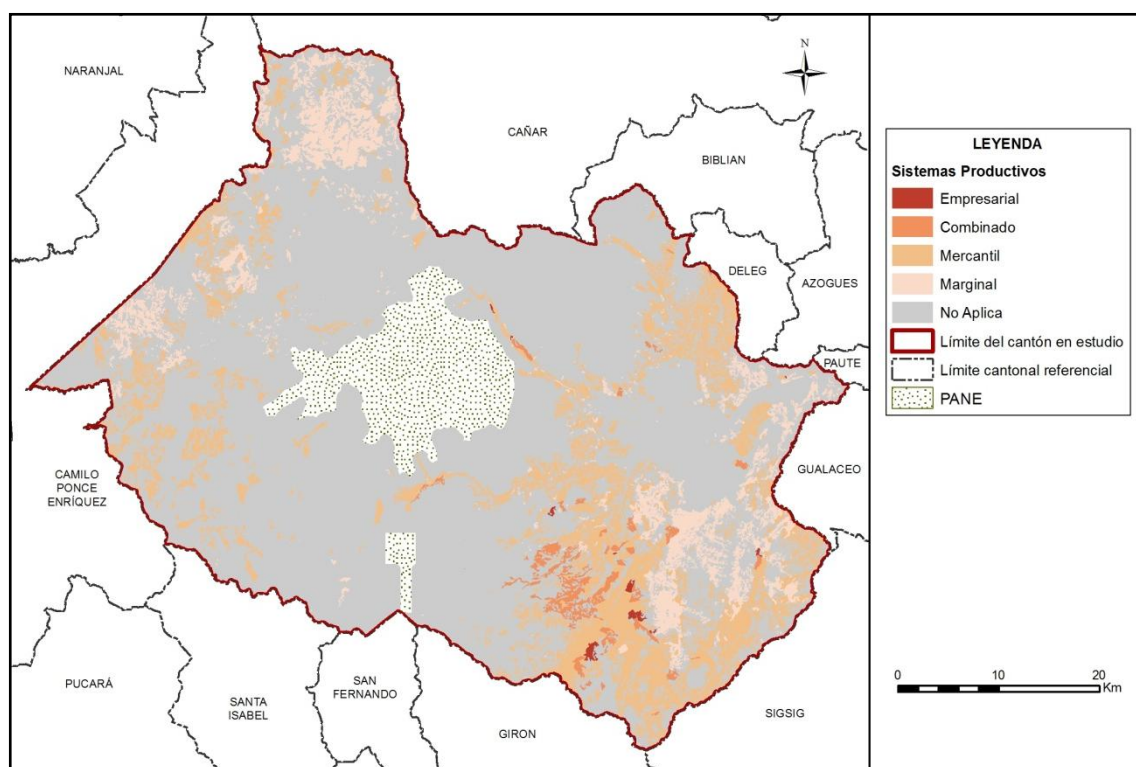 N
NARANJAL
CAÑAR
BIBLIAN
DELEG
AZOGUES
PAUTE
GUALACEO
CAMILO
PONCE
ENRÍQUEZ
PUCARÁ
SANTA
ISABEL
SAN
FERNANDO
GIRON
SIGSIG
LEYENDA
Sistemas Productivos
Empresarial
Combinado
Mercantil
Marginal
No Aplica
Límite del cantón en estudio
Límite cantonal referencial
PANE
0 10 20
Km